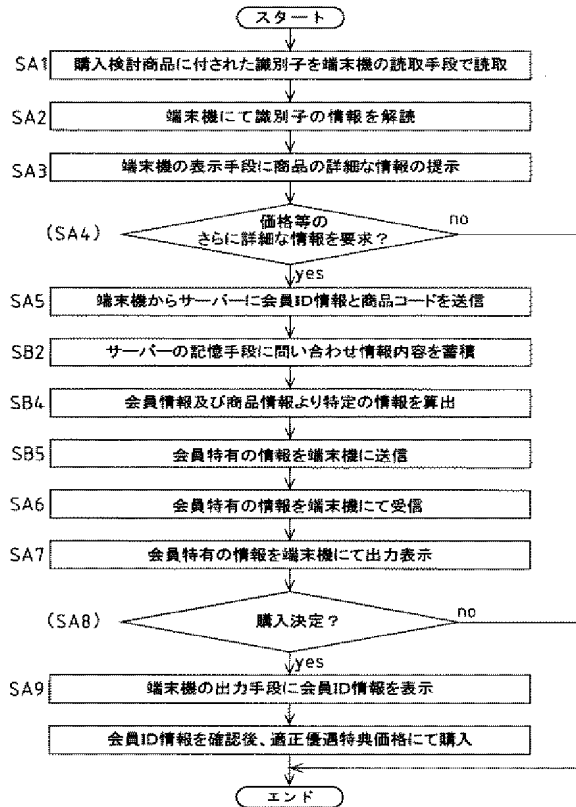 スタート
SA1 購入検討商品に付された識別子を端末機の読取手段で読取
SA2 端末機にて識別子の情報を解読
SA3 端末機の表示手段に商品の詳細な情報の提示
(SA4) 価格等の
さらに詳細な情報を要求？ no
yes
SA5 端末機からサーバーに会員ID情報と商品コードを送信
SB2 サーバーの記憶手段に問い合わせ情報内容を蓄積
SB4 会員情報及び商品情報より特定の情報を算出
SB5 会員特有の情報を端末機に送信
SA6 会員特有の情報を端末機にて受信
SA7 会員特有の情報を端末機にて出力表示
(SA8) 購入決定？ no
yes
SA9 端末機の出力手段に会員ID情報を表示
会員ID情報を確認後、適正優遇特典価格にて購入
エンド